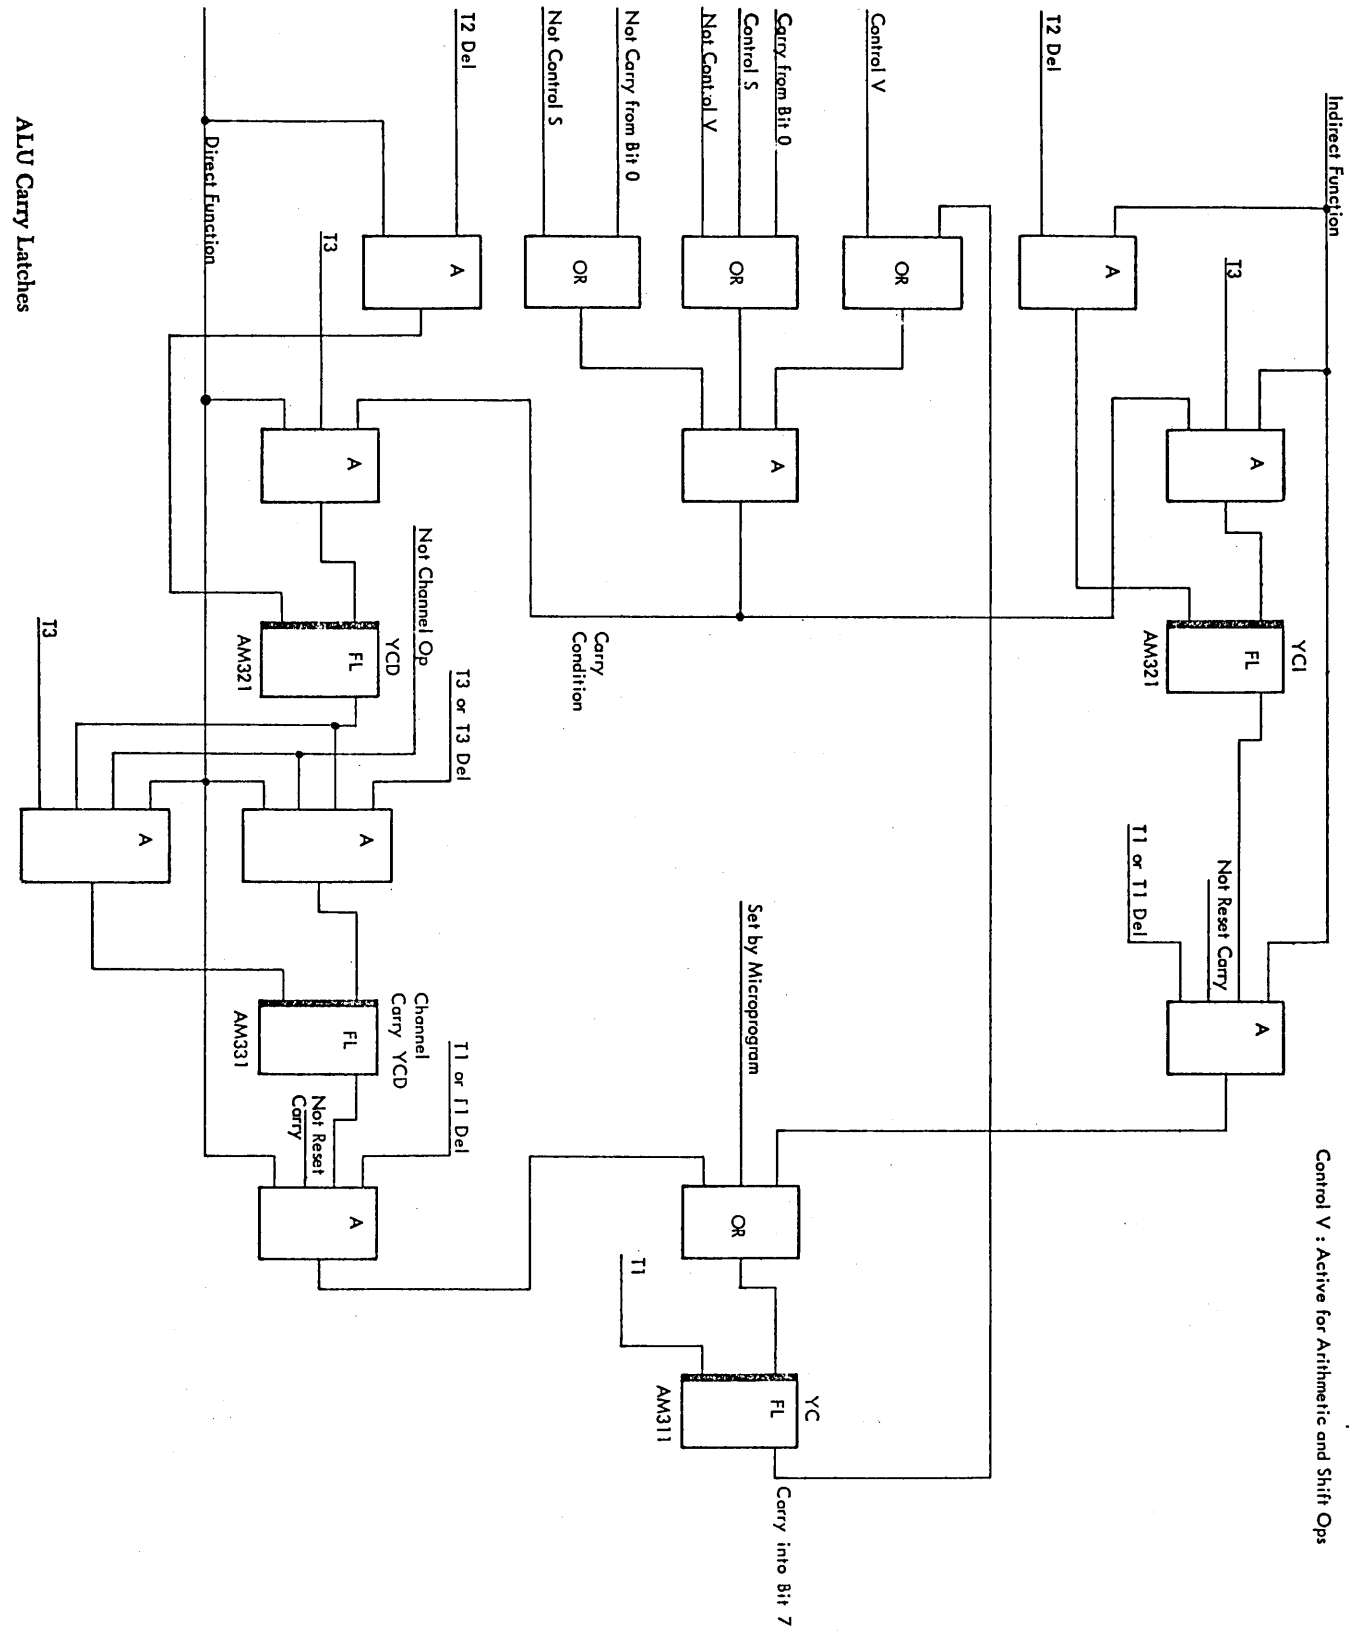 Indirect Function
Control V : Active for Arithmetic and Shift Ops
T3
A
YCI
FL
AM321
A
T2 Del
A
T1 or T1 Del
Not Reset Carry
A
Control V
OR
Carry from Bit 0
Control S
Not Control V
OR
A
Carry
Condition
Set by Microprogram
OR
YC
FL
AM311
T1
Carry into Bit 7
Not Carry from Bit 0
Not Control S
OR
T2 Del
A
T3
A
YCD
FL
AM321
Not Channel Op
T3 or T3 Del
A
Channel
Carry YCD
FL
AM331
T1 or T1 Del
Not Reset
Carry
A
Direct Function
T3
A
ALU Carry Latches